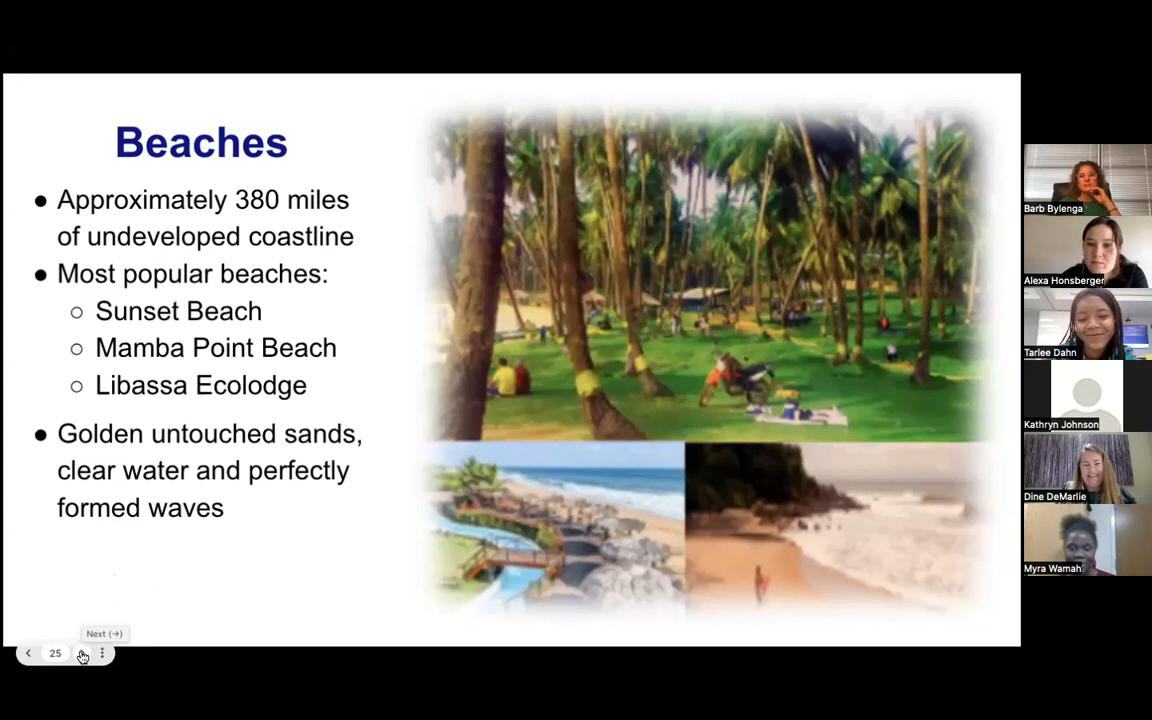 Beaches
● Approximately 380 miles
of undeveloped coastline
● Most popular beaches:
○ Sunset Beach
○ Mamba Point Beach
○ Libassa Ecolodge
● Golden untouched sands,
clear water and perfectly
formed waves
Next (→)
25
Barb Bylenga
Alexa Honsberger
Tarlee Dahn
Kathryn Johnson
Dine DeMarlie
Myra Wamah